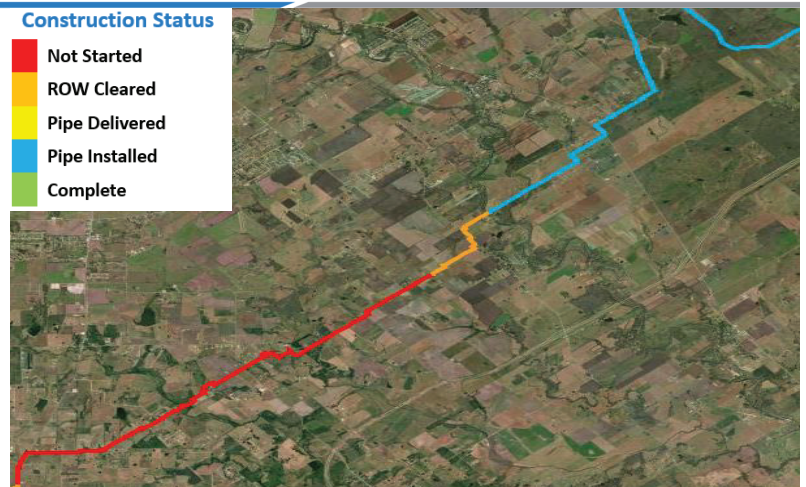 Construction Status
Not Started
ROW Cleared
Pipe Delivered
Pipe Installed
Complete